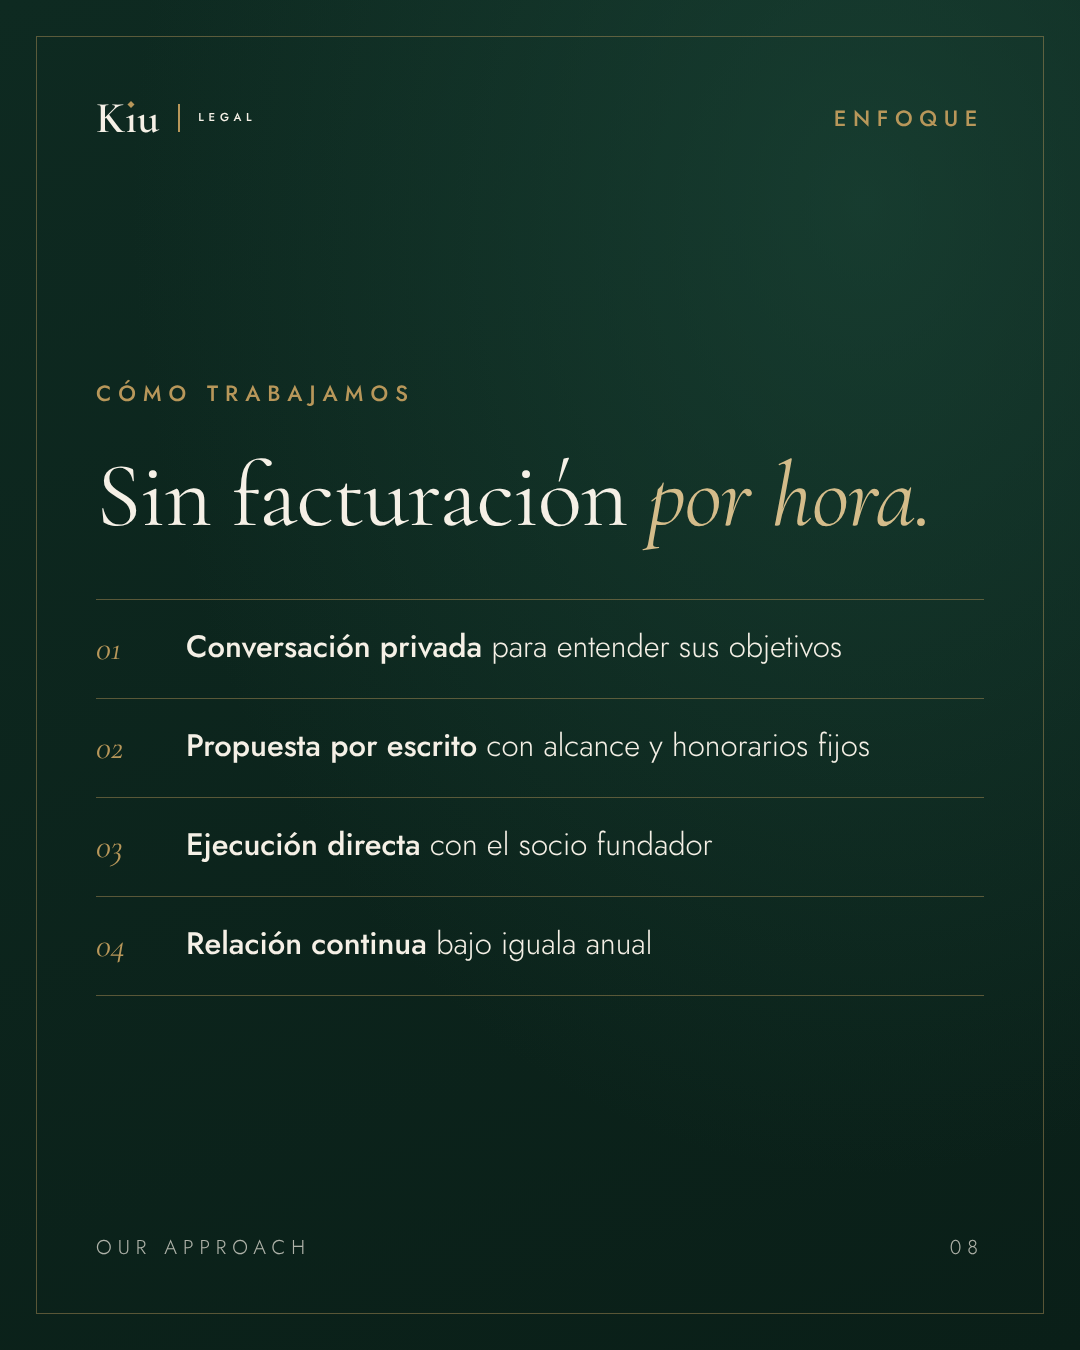 Kiu | LEGAL
ENFOQUE
CÓMO TRABAJAMOS
Sin facturación por hora.
01 Conversación privada para entender sus objetivos
02 Propuesta por escrito con alcance y honorarios fijos
03 Ejecución directa con el socio fundador
04 Relación continua bajo iguala anual
OUR APPROACH
08